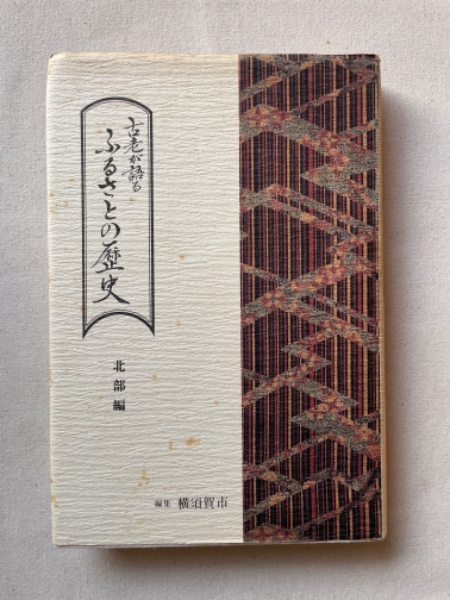 古老が語る
ふるさとの歴史
北部編
編集 横須賀市